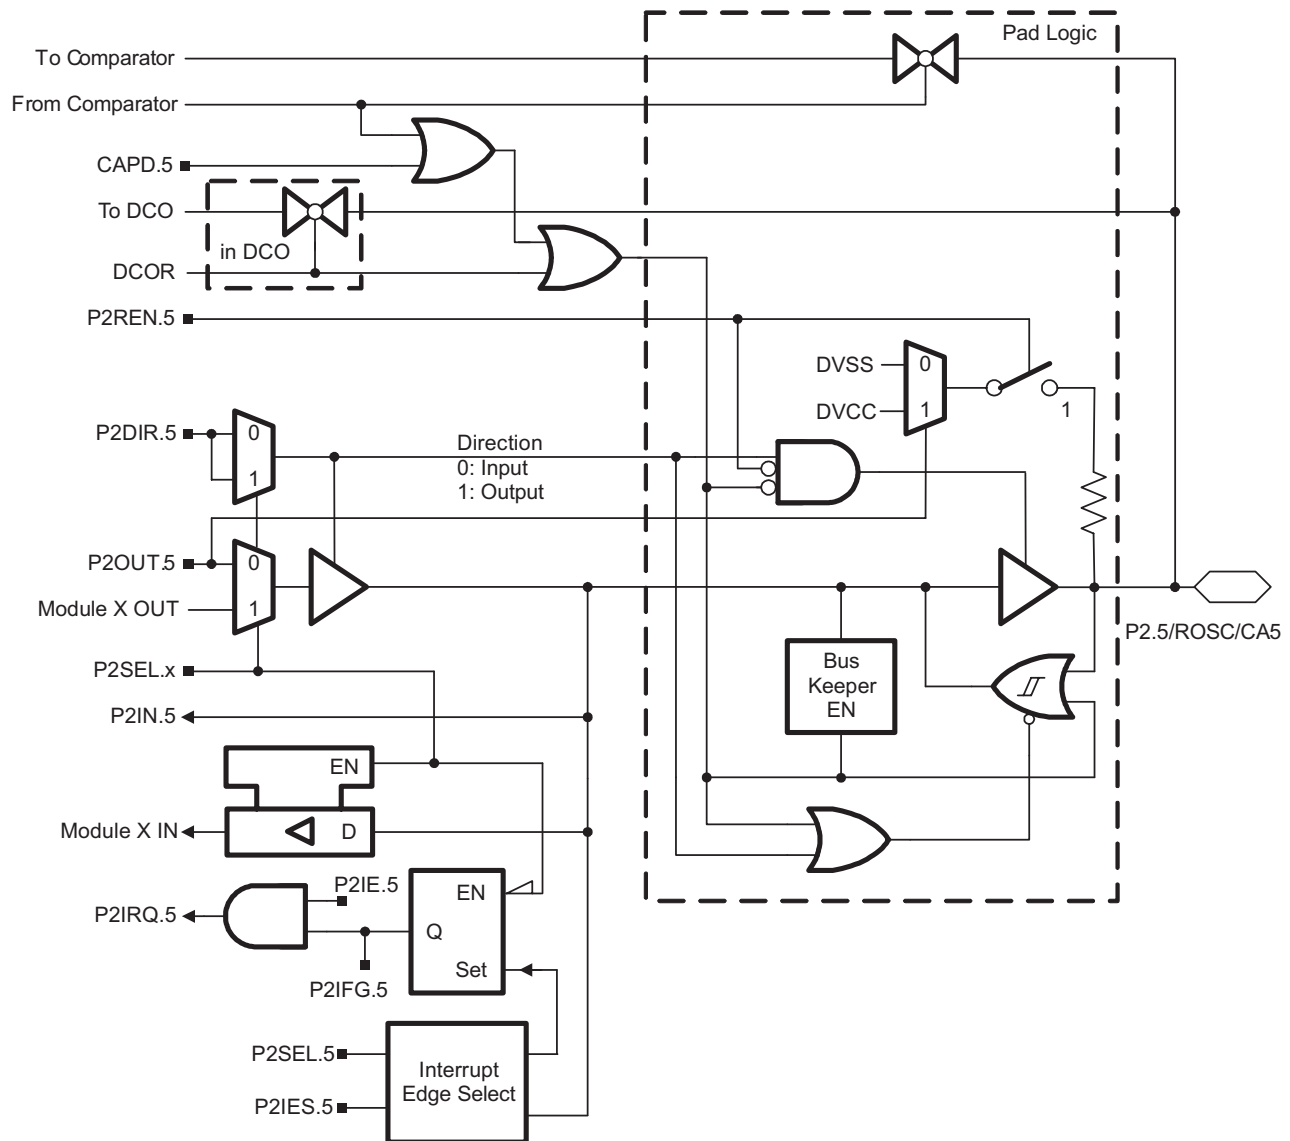 Pad Logic
To Comparator
From Comparator
CAPD.5
To DCO
in DCO
DCOR
P2REN.5
DVSS
0
DVCC
1
1
P2DIR.5
0
1
Direction
0: Input
1: Output
P2OUT.5
0
Module X OUT
1
P2.5/ROSC/CA5
Bus
Keeper
EN
P2SEL.x
P2IN.5
EN
Module X IN
D
P2IE.5
EN
P2IRQ.5
Q
Set
P2IFG.5
P2SEL.5
Interrupt
Edge Select
P2IES.5